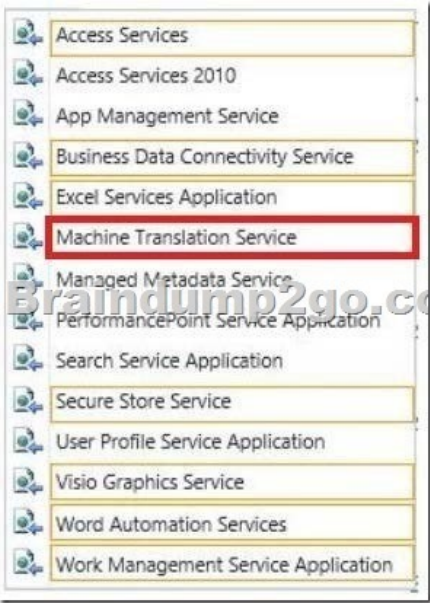 Access Services
Access Services 2010
App Management Service
Business Data Connectivity Service
Excel Services Application
Machine Translation Service
Managed Metadata Service
Braindump2go.co
PerformancePoint Service Application
Search Service Application
Secure Store Service
User Profile Service Application
Visio Graphics Service
Word Automation Services
Work Management Service Application